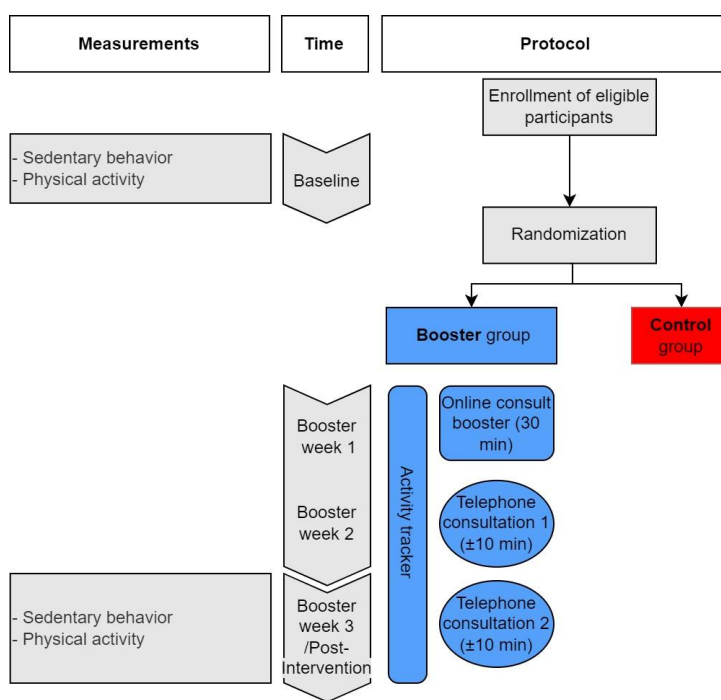 Measurements
Time
Protocol
Enrollment of eligible
participants
- Sedentary behavior
- Physical activity
Baseline
Randomization
Booster group
Control
group
Booster
week 1
Online consult
booster (30
min)
Activity tracker
Booster
week 2
Telephone
consultation 1
(±10 min)
- Sedentary behavior
- Physical activity
Booster
week 3
/Post-
Intervention
Telephone
consultation 2
(±10 min)